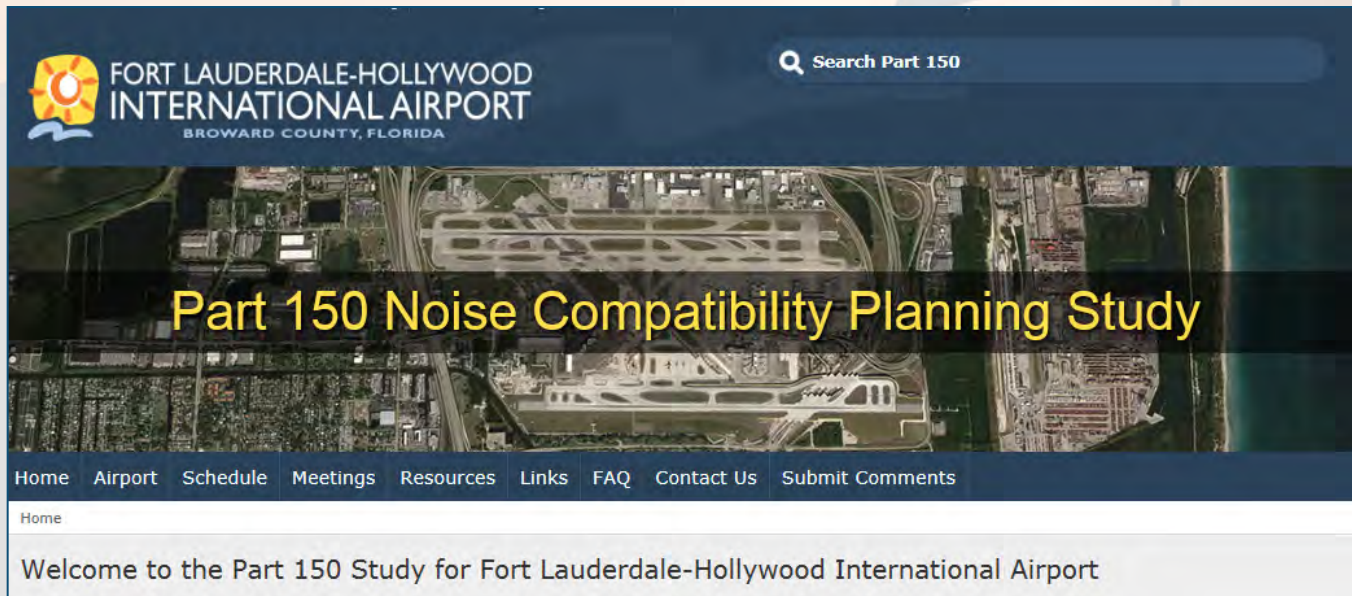 FORT LAUDERDALE-HOLLYWOOD
INTERNATIONAL AIRPORT
BROWARD COUNTY, FLORIDA
Search Part 150
Part 150 Noise Compatibility Planning Study
Home Airport Schedule Meetings Resources Links FAQ Contact Us Submit Comments
Home
Welcome to the Part 150 Study for Fort Lauderdale-Hollywood International Airport